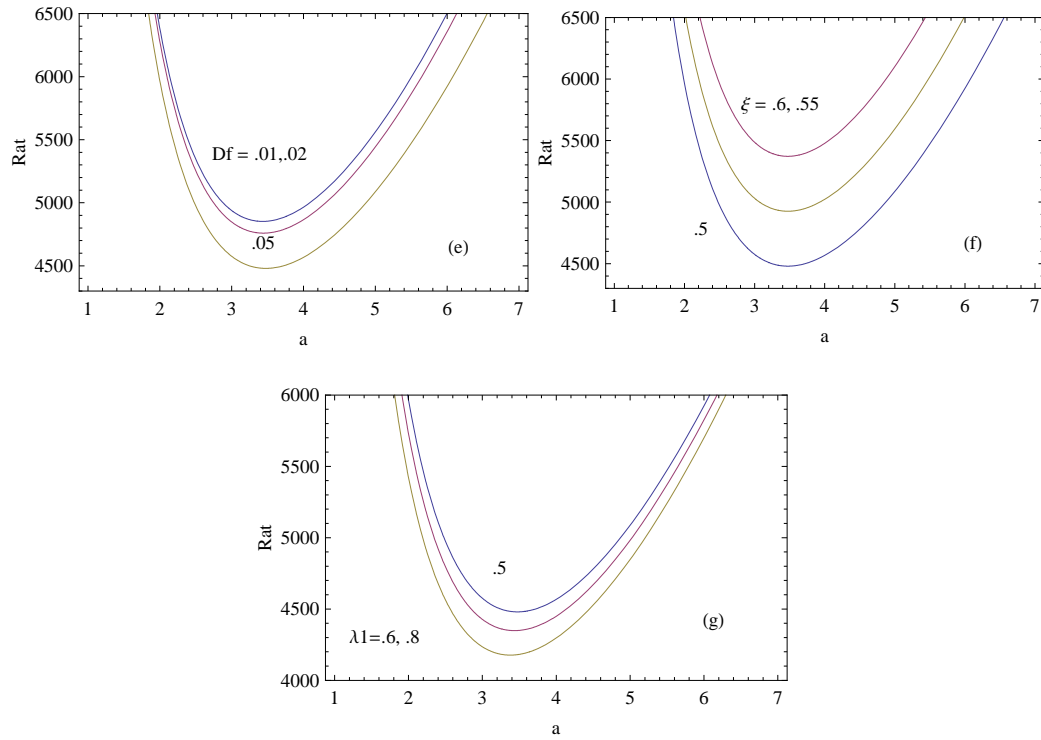 6500
6000
5500
5000
4500
Rat
Df = .01,.02
.05
(e)
1 2 3 4 5 6 7
a
6500
6000
5500
5000
4500
Rat
ξ = .6, .55
.5
(f)
1 2 3 4 5 6 7
a
6000
5500
5000
4500
4000
Rat
.5
λ1=.6, .8
(g)
1 2 3 4 5 6 7
a